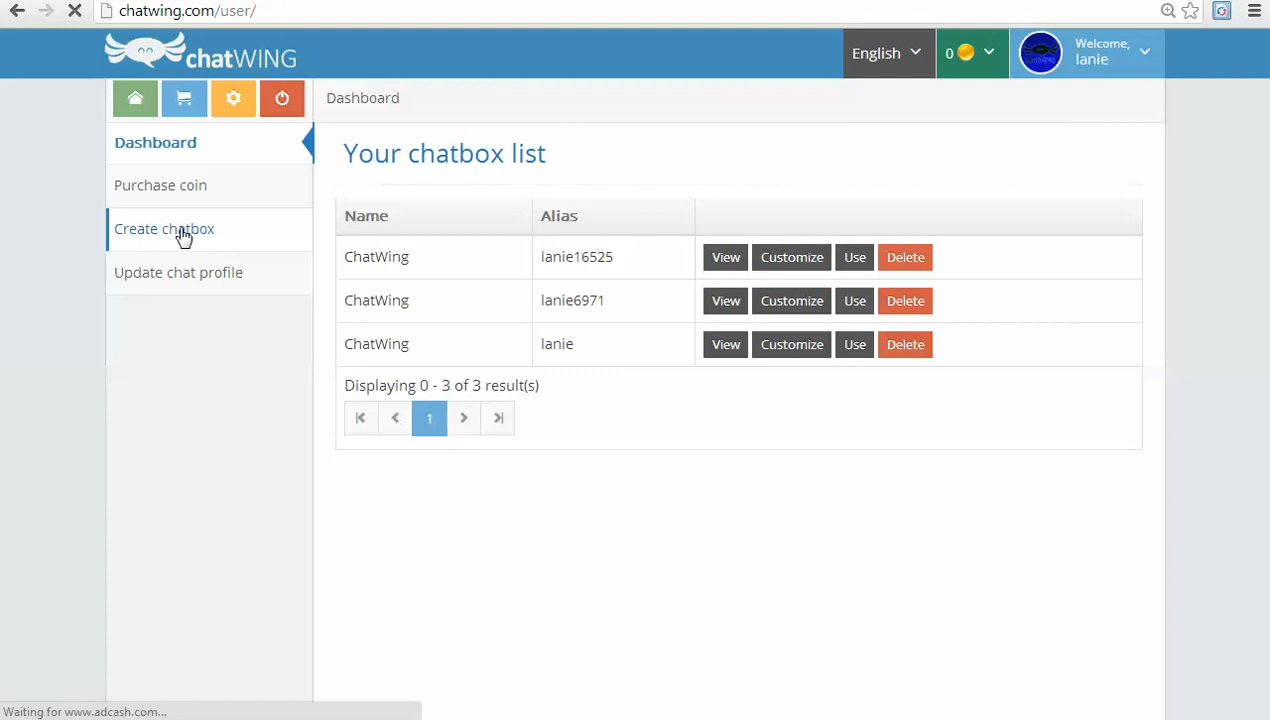 chatwing.com/user/
chatWING
English
0
Welcome,
lanie
Dashboard
Dashboard
Purchase coin
Create chatbox
Update chat profile
Your chatbox list
Name Alias
ChatWing lanie16525 View Customize Use Delete
ChatWing lanie6971 View Customize Use Delete
ChatWing lanie View Customize Use Delete
Displaying 0 - 3 of 3 result(s)
1
Waiting for www.adcash.com...